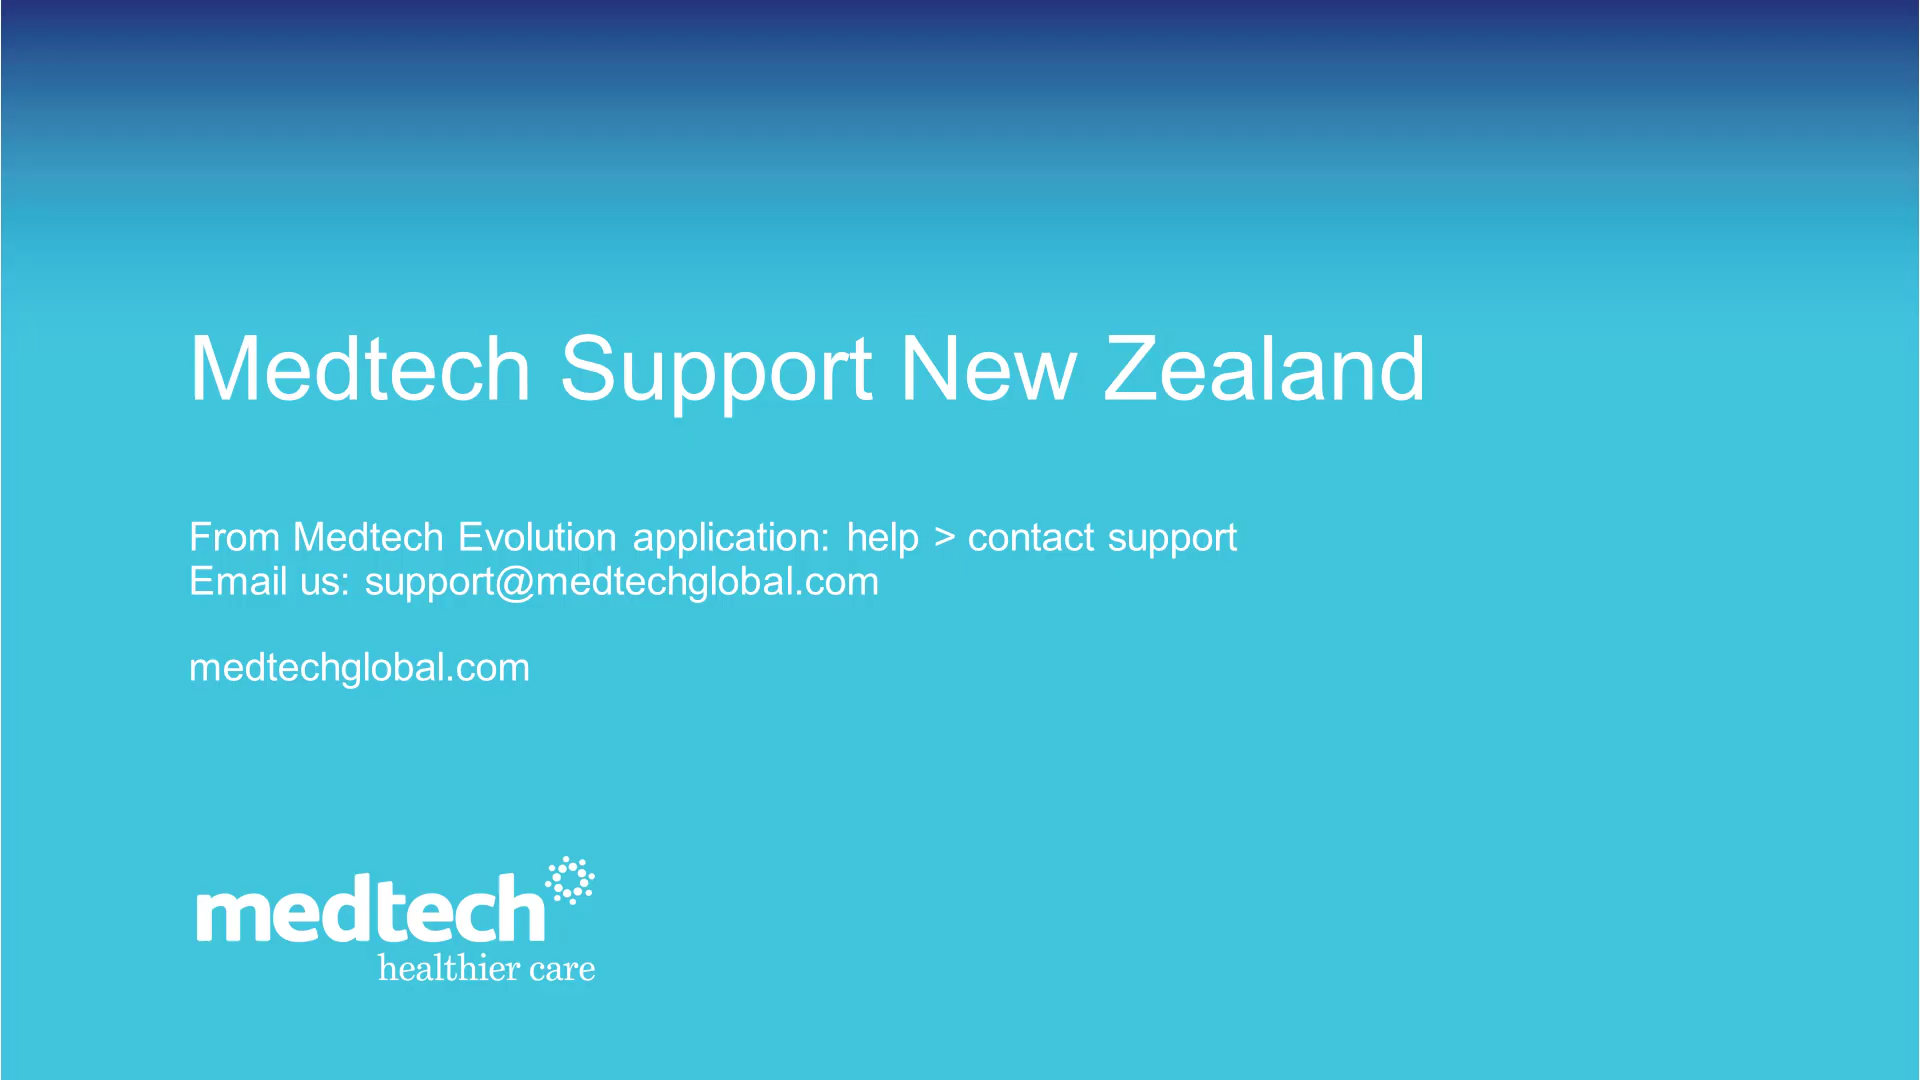 Medtech Support New Zealand
From Medtech Evolution application: help > contact support
Email us: support@medtechglobal.com
medtechglobal.com
medtech
healthier care